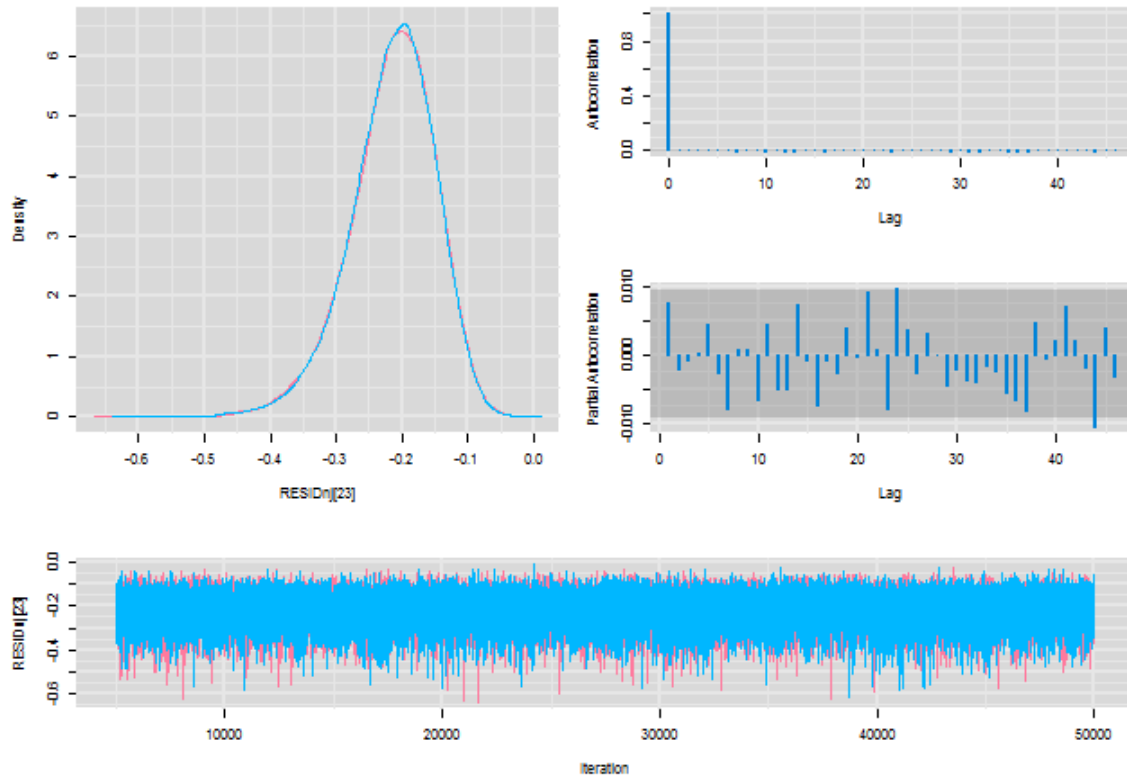 Density
6
5
4
3
2
1
0
-0.6 -0.5 -0.4 -0.3 -0.2 -0.1 0.0
RESIDnj[23]
Autocorrelation
0.8
0.4
0.0
0 10 20 30 40
Lag
Partial Autocorrelation
0.010
0.000
-0.010
0 10 20 30 40
Lag
RESIDnj[23]
0.0
-0.2
-0.4
-0.6
10000 20000 30000 40000 50000
Iteration